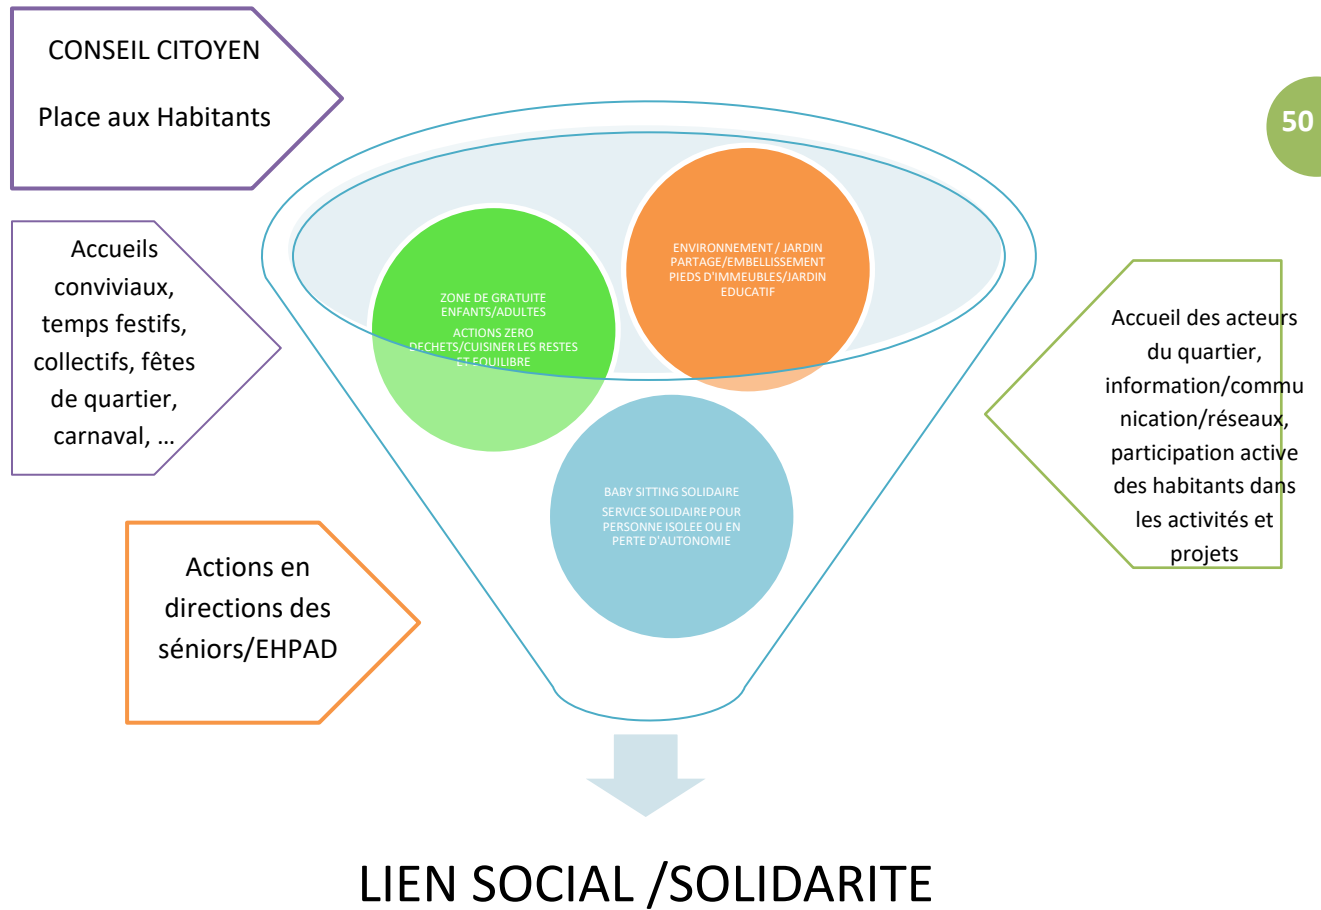 CONSEIL CITOYEN
Place aux Habitants
50
Accueils
conviviaux,
temps festifs,
collectifs, fêtes
de quartier,
carnaval, ...
ENVIRONNEMENT / JARDIN
PARTAGE/EMBELLISSEMENT
PIEDS D'IMMEUBLES/JARDIN
EDUCATIF
ZONE DE GRATUITE
ENFANTS/ADULTES
ACTIONS ZERO
DECHETS/CUISINER LES RESTES
ET EQUILIBRE
Accueil des acteurs
du quartier,
information/commu
nication/réseaux,
participation active
des habitants dans
les activités et
projets
BABY SITTING SOLIDAIRE
SERVICE SOLIDAIRE POUR
PERSONNE ISOLEE OU EN
PERTE D'AUTONOMIE
Actions en
directions des
séniors/EHPAD
LIEN SOCIAL /SOLIDARITE